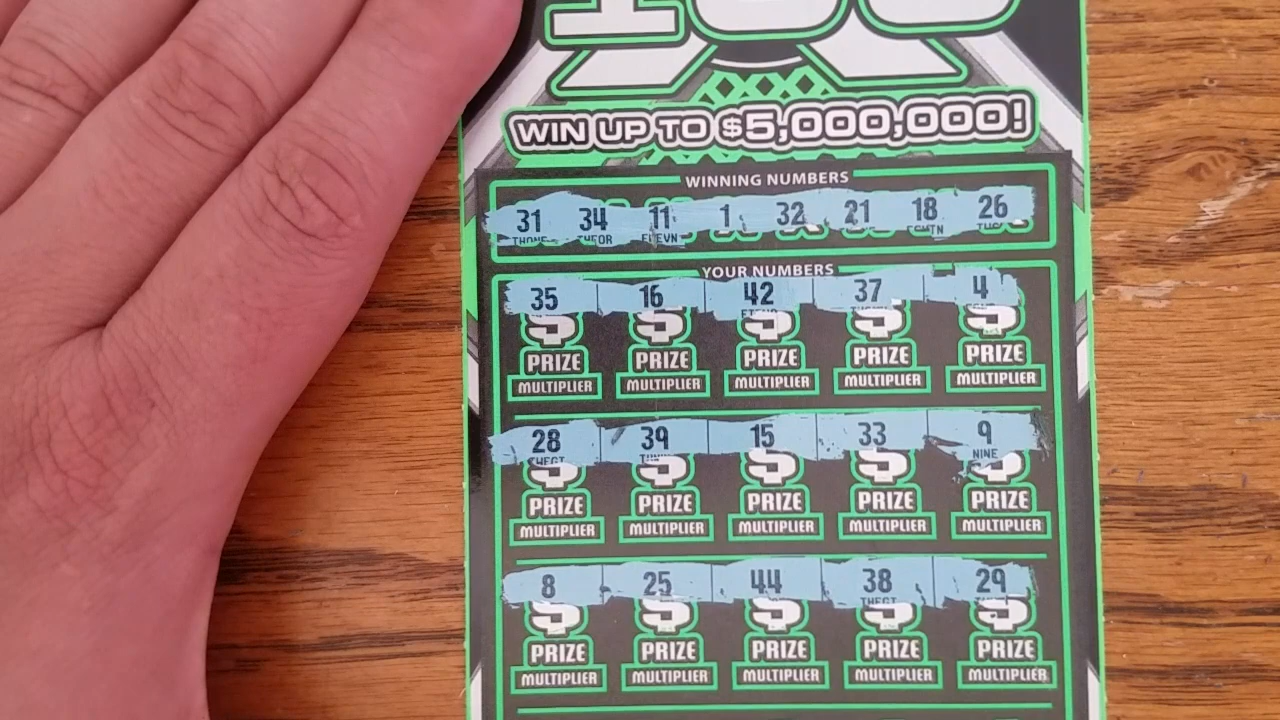 WIN UP TO $5,000,000!
WINNING NUMBERS
31 34 11 1 32 21 18 26
THONE THFOR ELEVN
YOUR NUMBERS
35 16 42 37 4
$ $ $ $ $
PRIZE PRIZE PRIZE PRIZE PRIZE
MULTIPLIER MULTIPLIER MULTIPLIER MULTIPLIER MULTIPLIER
28 39 15 33 9
NINE
$ $ $ $ $
PRIZE PRIZE PRIZE PRIZE PRIZE
MULTIPLIER MULTIPLIER MULTIPLIER MULTIPLIER MULTIPLIER
8 25 44 38 29
$ $ $ $ $
PRIZE PRIZE PRIZE PRIZE PRIZE
MULTIPLIER MULTIPLIER MULTIPLIER MULTIPLIER MULTIPLIER